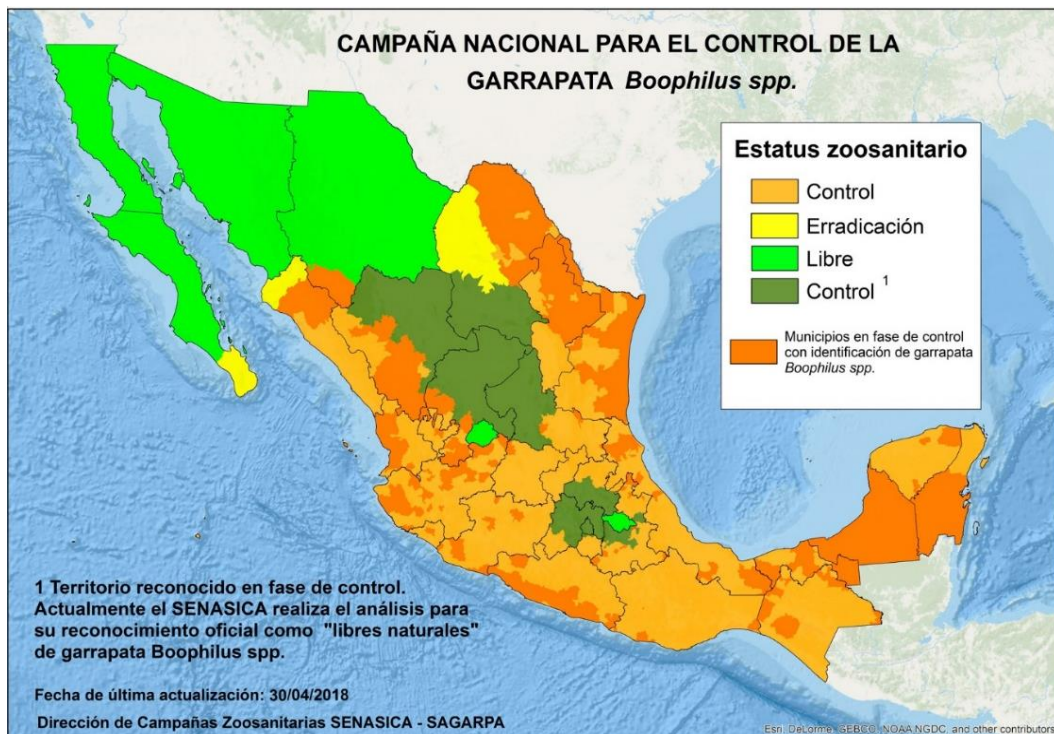 CAMPAÑA NACIONAL PARA EL CONTROL DE LA
GARRAPATA Boophilus spp.
Estatus zoosanitario
Control
Erradicación
Libre
Control 1
Municipios en fase de control
con identificación de garrapata
Boophilus spp.
1 Territorio reconocido en fase de control.
Actualmente el SENASICA realiza el análisis para
su reconocimiento oficial como "libres naturales"
de garrapata Boophilus spp.
Fecha de última actualización: 30/04/2018
Dirección de Campañas Zoosanitarias SENASICA - SAGARPA
Esri, DeLorme, GEBCO, NOAA NGDC, and other contributors